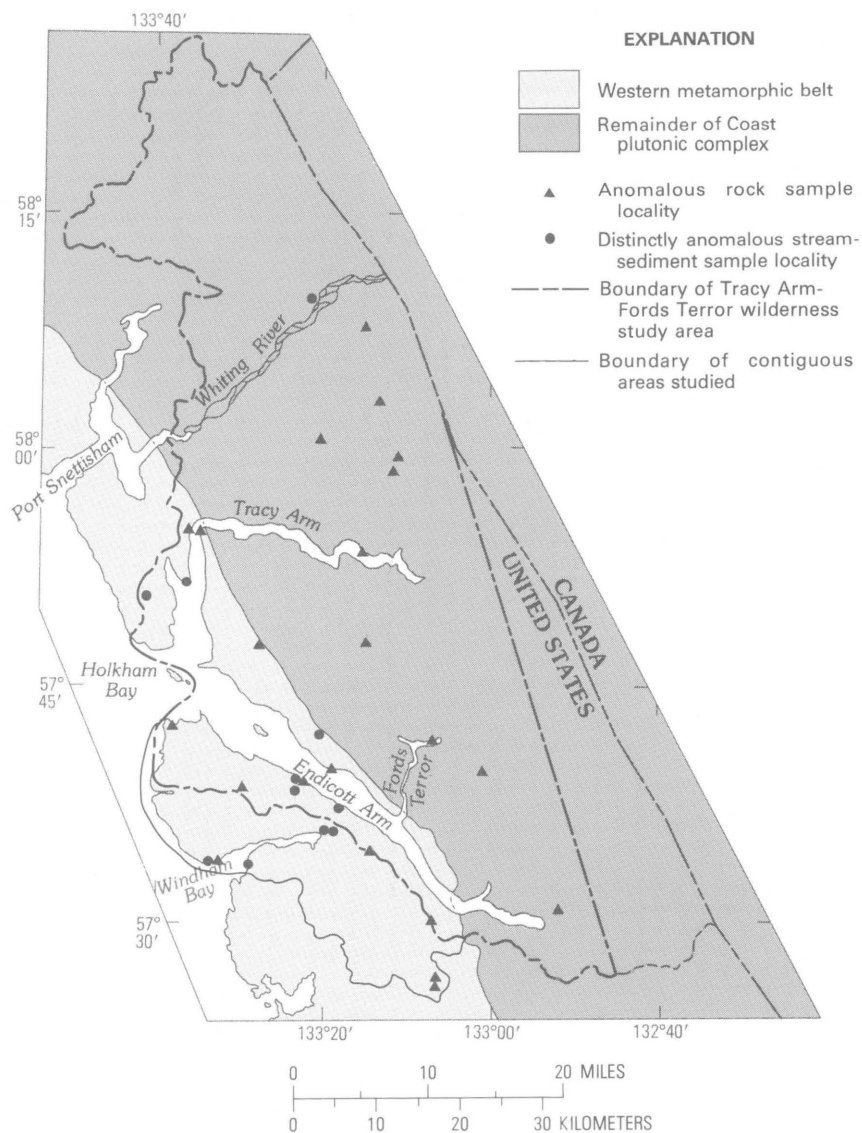 133°40′
EXPLANATION
Western metamorphic belt
Remainder of Coast
plutonic complex
Anomalous rock sample
locality
Distinctly anomalous stream-
sediment sample locality
Boundary of Tracy Arm-
Fords Terror wilderness
study area
Boundary of contiguous
areas studied
58°
15′
Whiting River
58°
00′
Port Snettisham
Tracy Arm
CANADA
UNITED STATES
Holkham
Bay
57°
45′
Fords
Terror
Endicott Arm
Windham
Bay
57°
30′
133°20′
133°00′
132°40′
0 10 20 MILES
0 10 20 30 KILOMETERS